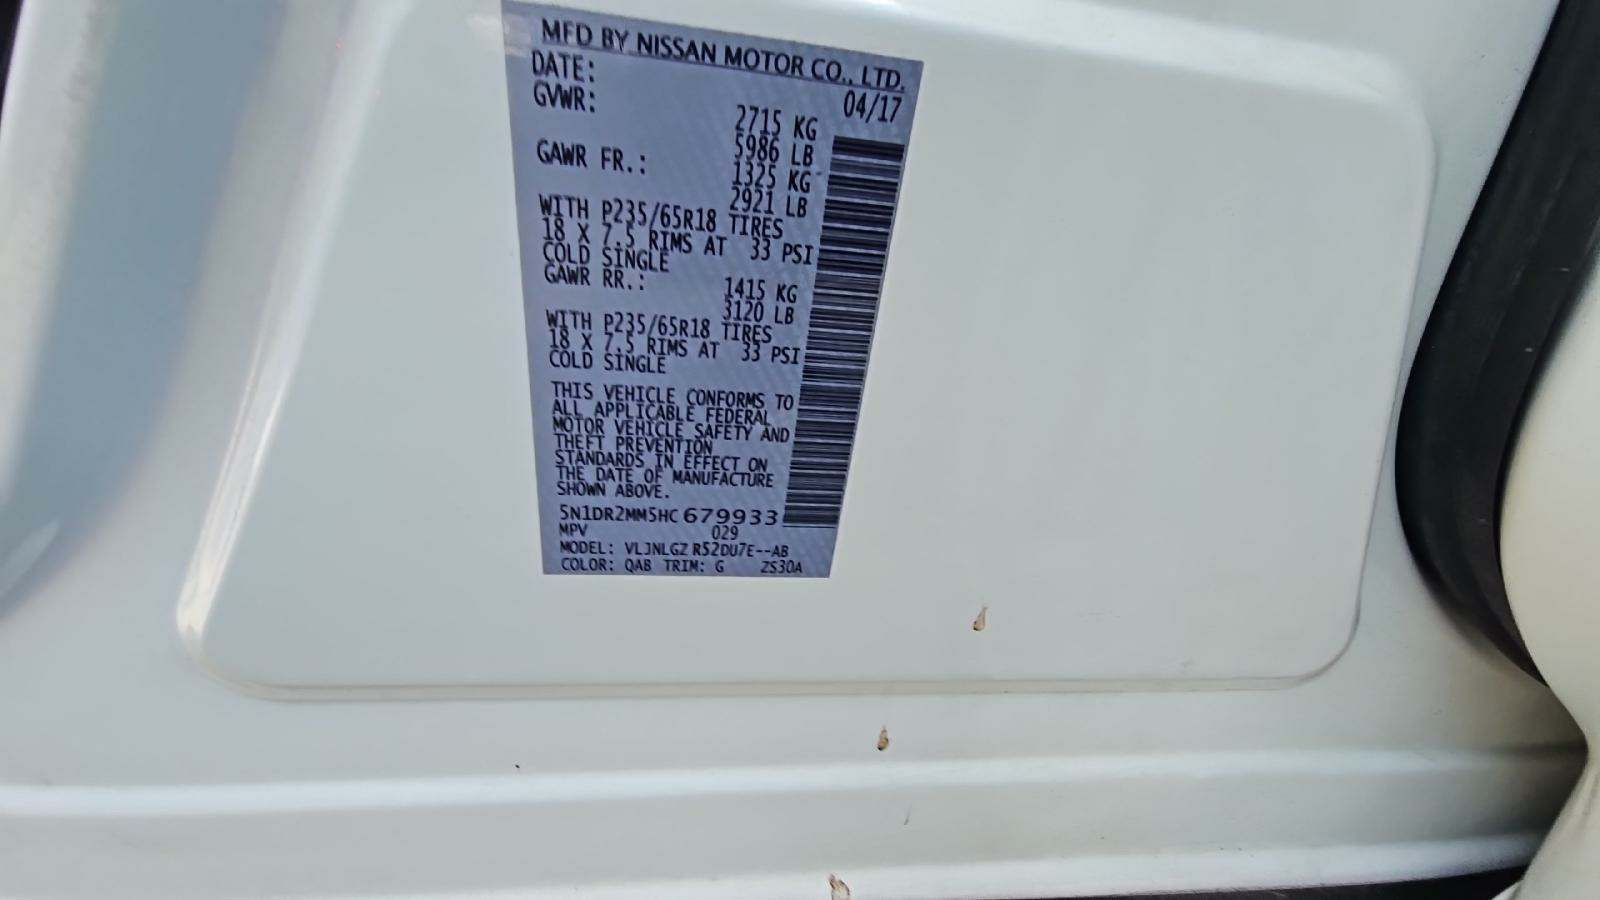 MFD BY NISSAN MOTOR CO., LTD.
DATE: 04/17
GVWR: 2715 KG
5986 LB
GAWR FR.: 1325 KG
2921 LB
WITH P235/65R18 TIRES
18 X 7.5 RIMS AT 33 PSI
COLD SINGLE
GAWR RR.: 1415 KG
3120 LB
WITH P235/65R18 TIRES
18 X 7.5 RIMS AT 33 PSI
COLD SINGLE
THIS VEHICLE CONFORMS TO
ALL APPLICABLE FEDERAL
MOTOR VEHICLE SAFETY AND
THEFT PREVENTION
STANDARDS IN EFFECT ON
THE DATE OF MANUFACTURE
SHOWN ABOVE.
5N1DR2MM5HC679933
MPV 029
MODEL: VLJNLGZ R52DU7E--AB
COLOR: QAB TRIM: G ZS30A